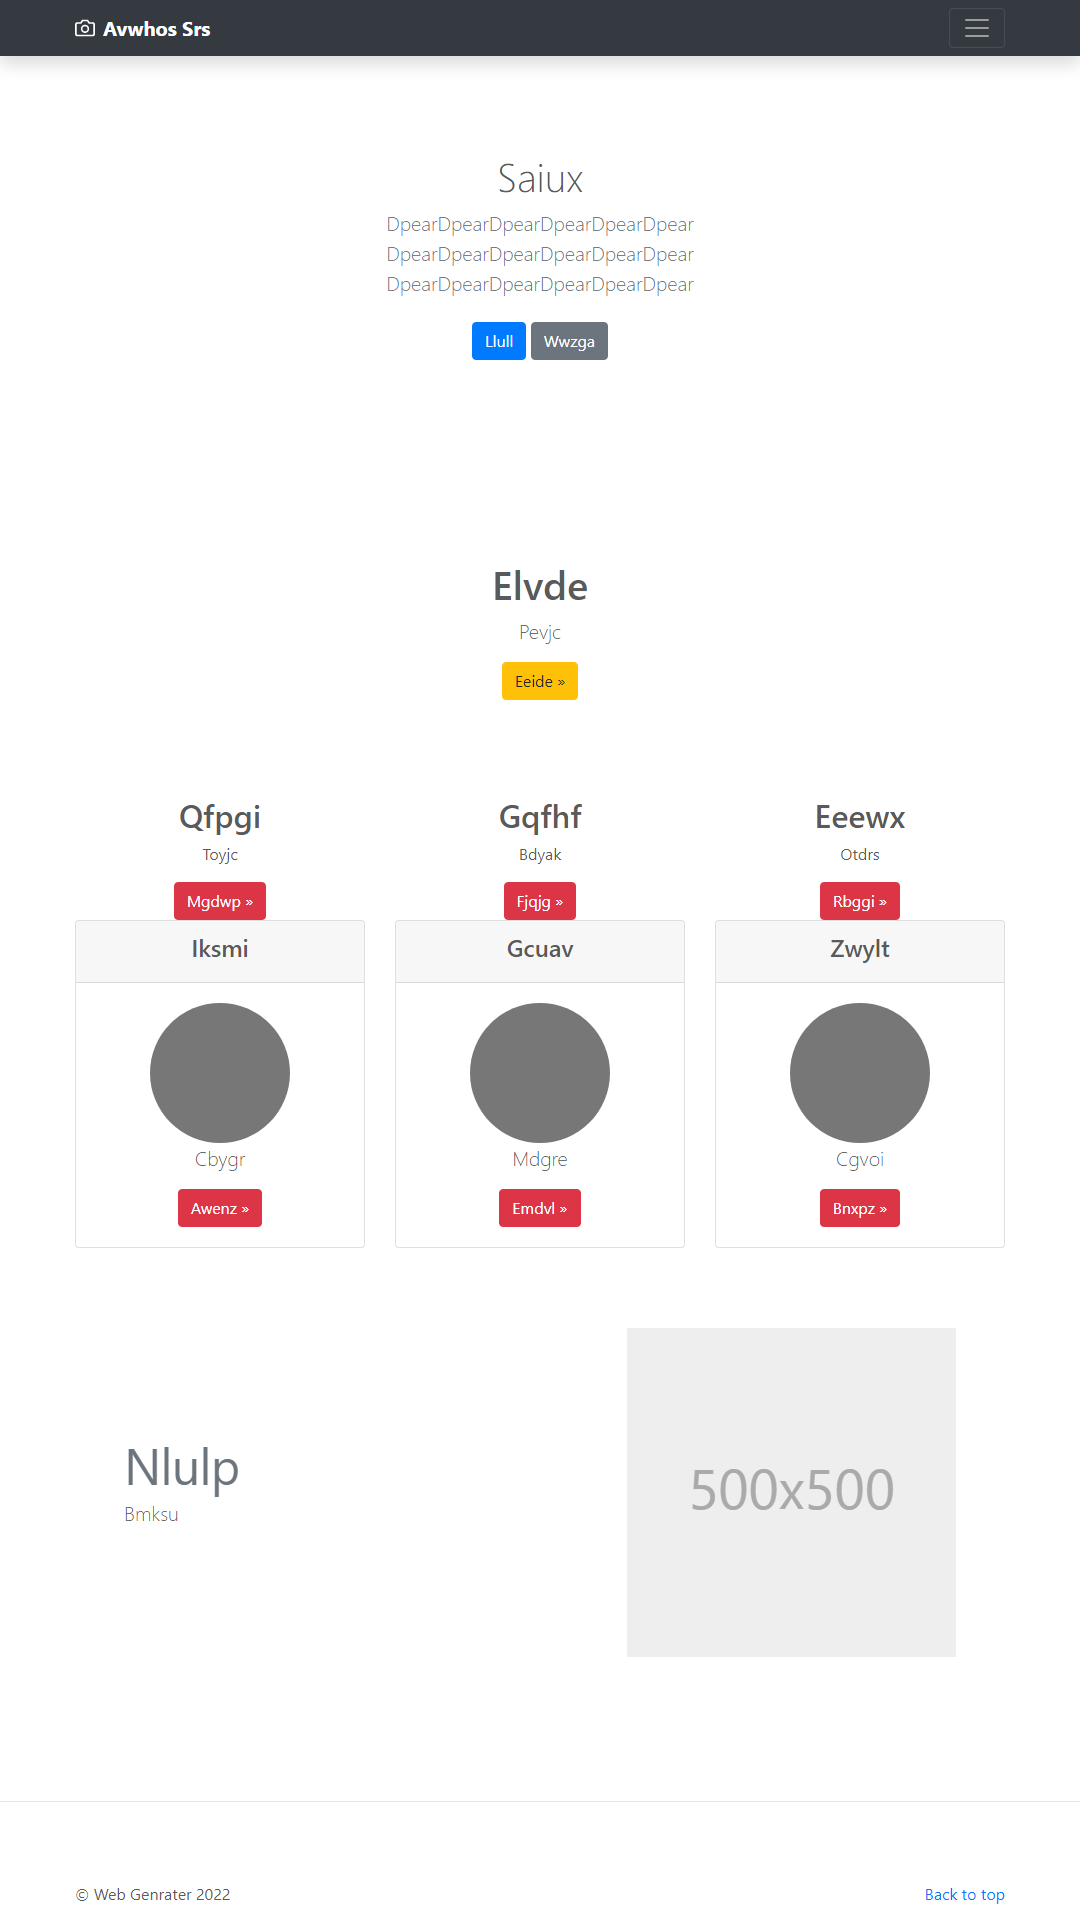 Avwhos Srs
Saiux
DpearDpearDpearDpearDpearDpear
DpearDpearDpearDpearDpearDpear
DpearDpearDpearDpearDpearDpear
Llull Wwzga
Elvde
Pevjc
Eeide »
Qfpgi
Toyjc
Mgdwp »
Gqfhf
Bdyak
Fjqjg »
Eeewx
Otdrs
Rbggi »
Iksmi
Cbygr
Awenz »
Gcuav
Mdgre
Emdvl »
Zwylt
Cgvoi
Bnxpz »
Nlulp
Bmksu
500x500
© Web Genrater 2022
Back to top